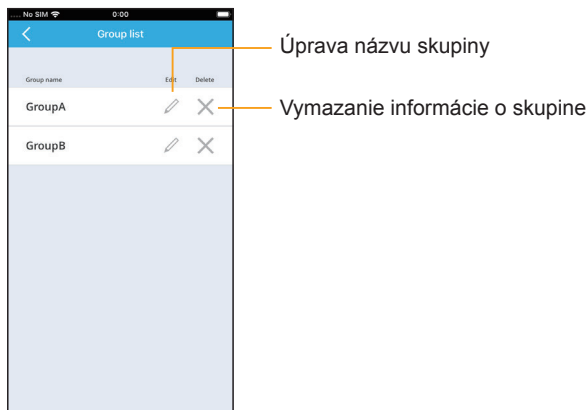 .... No SIM 0:00
Group list
Úprava názvu skupiny
Group name Edit Delete
GroupA
Vymazanie informácie o skupine
GroupB